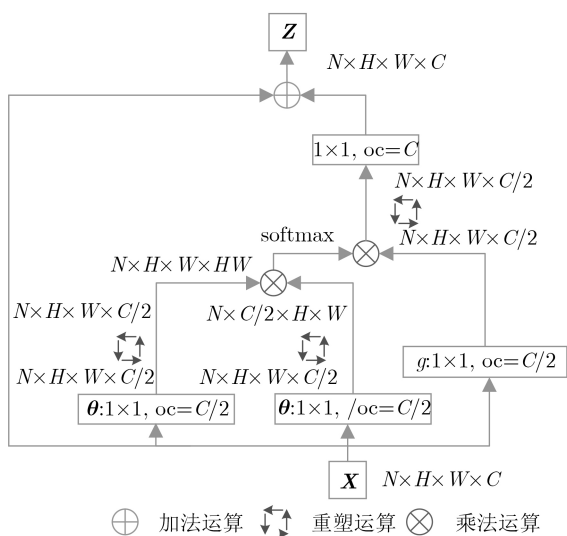 Z
N×H×W×C
1×1, oc=C
N×H×W×C/2
softmax
N×H×W×C/2
N×H×W×HW
N×H×W×C/2
N×C/2×H×W
N×H×W×C/2
N×H×W×C/2
g:1×1, oc=C/2
θ:1×1, oc=C/2
θ:1×1, /oc=C/2
X
N×H×W×C
加法运算 重塑运算 乘法运算